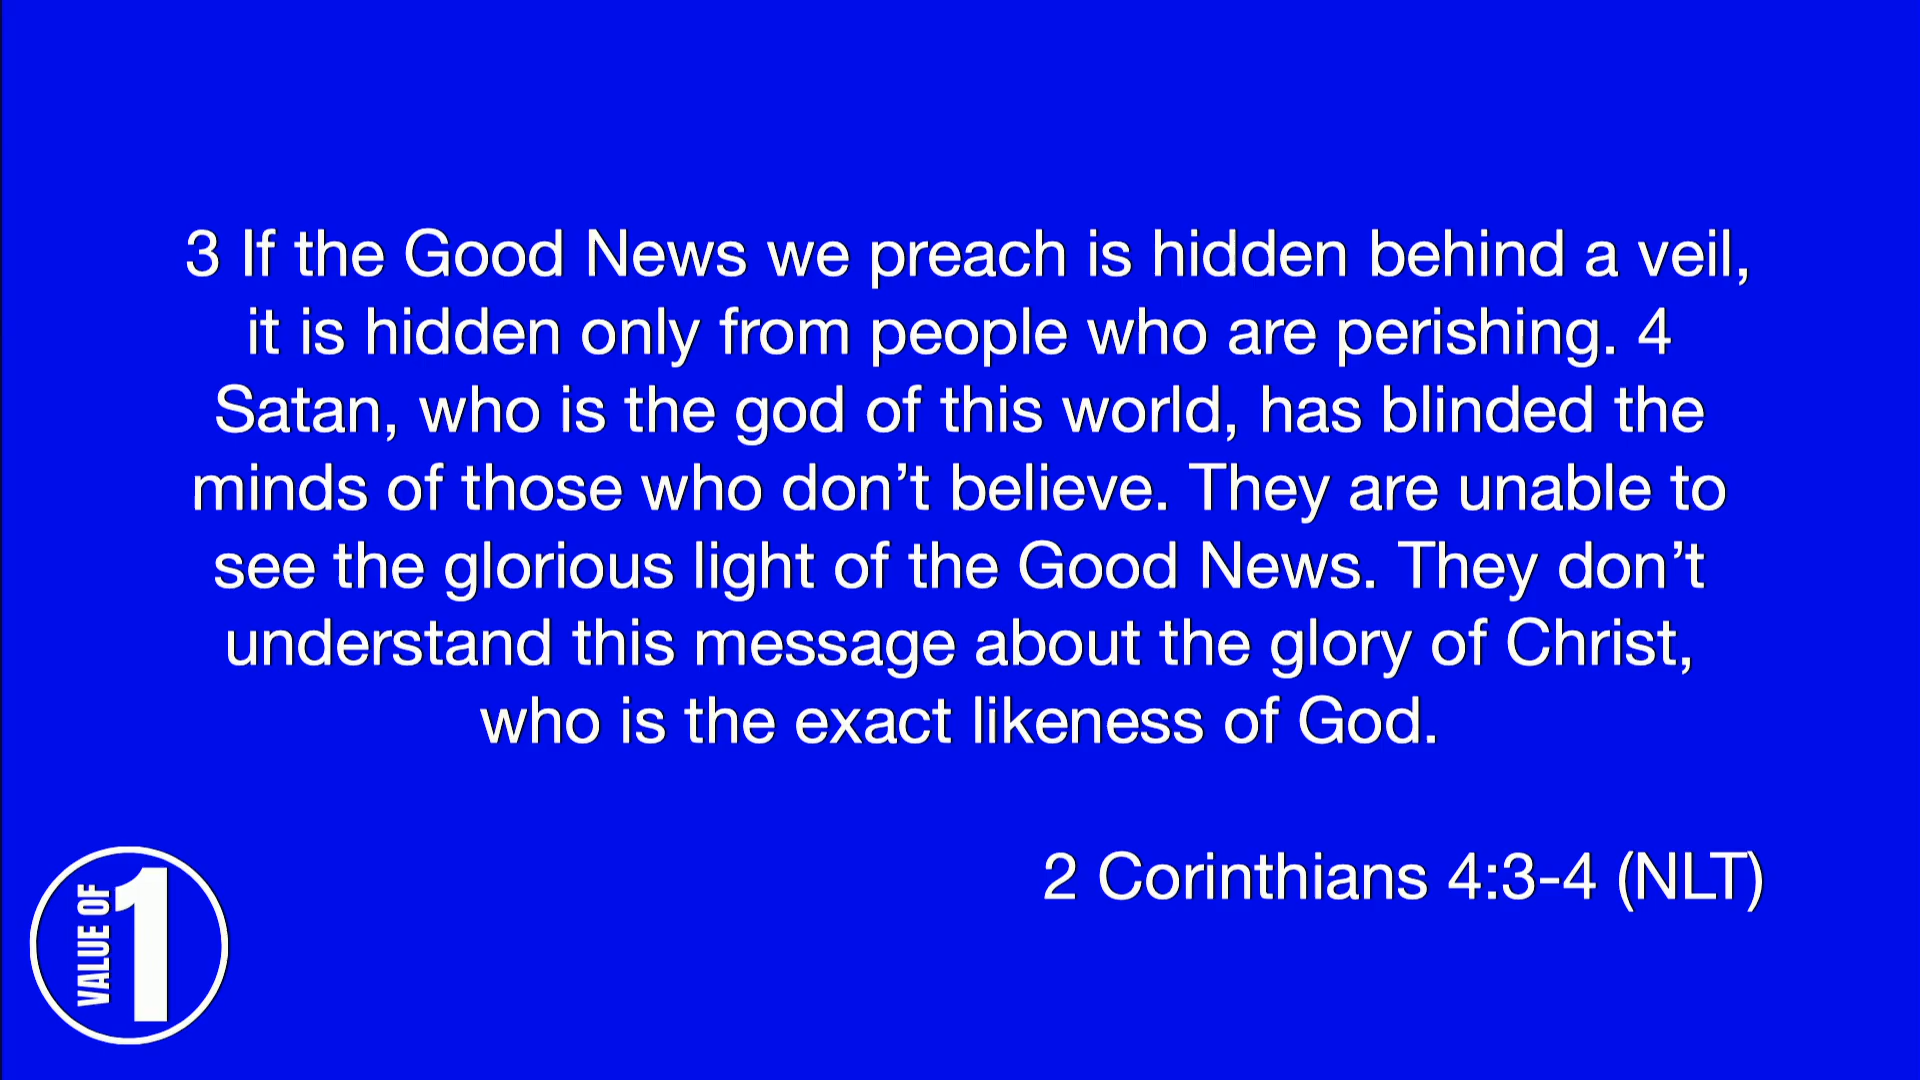 3 If the Good News we preach is hidden behind a veil,
it is hidden only from people who are perishing. 4
Satan, who is the god of this world, has blinded the
minds of those who don’t believe. They are unable to
see the glorious light of the Good News. They don’t
understand this message about the glory of Christ,
who is the exact likeness of God.
2 Corinthians 4:3-4 (NLT)
VALUE OF
1